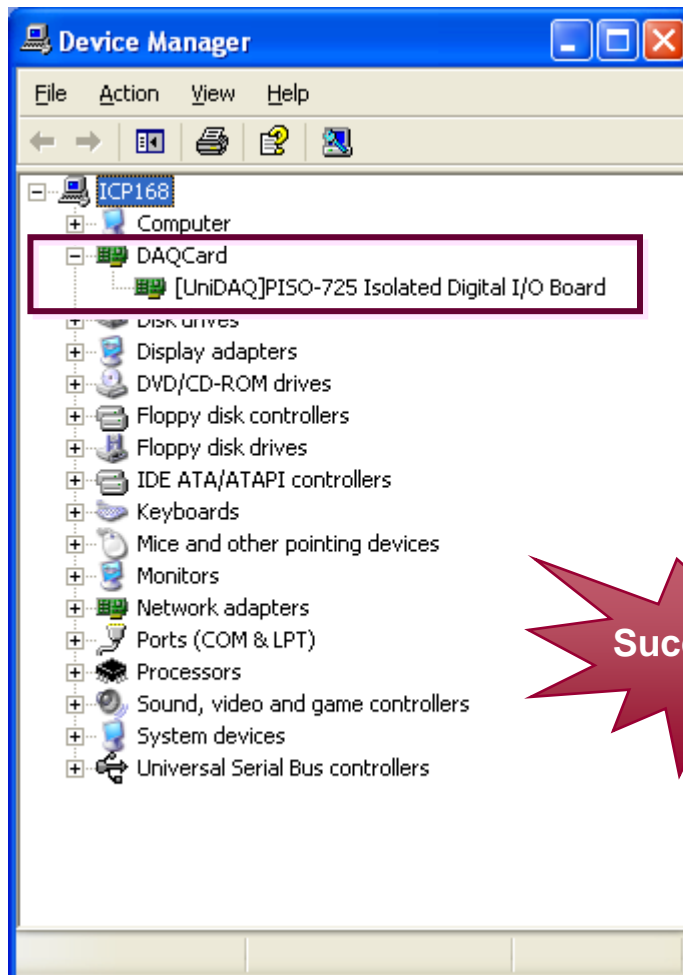 Device Manager
File Action View Help
ICP168
Computer
DAQCard
[UniDAQ]PISO-725 Isolated Digital I/O Board
Disk drives
Display adapters
DVD/CD-ROM drives
Floppy disk controllers
Floppy disk drives
IDE ATA/ATAPI controllers
Keyboards
Mice and other pointing devices
Monitors
Network adapters
Ports (COM & LPT)
Processors
Sound, video and game controllers
System devices
Universal Serial Bus controllers